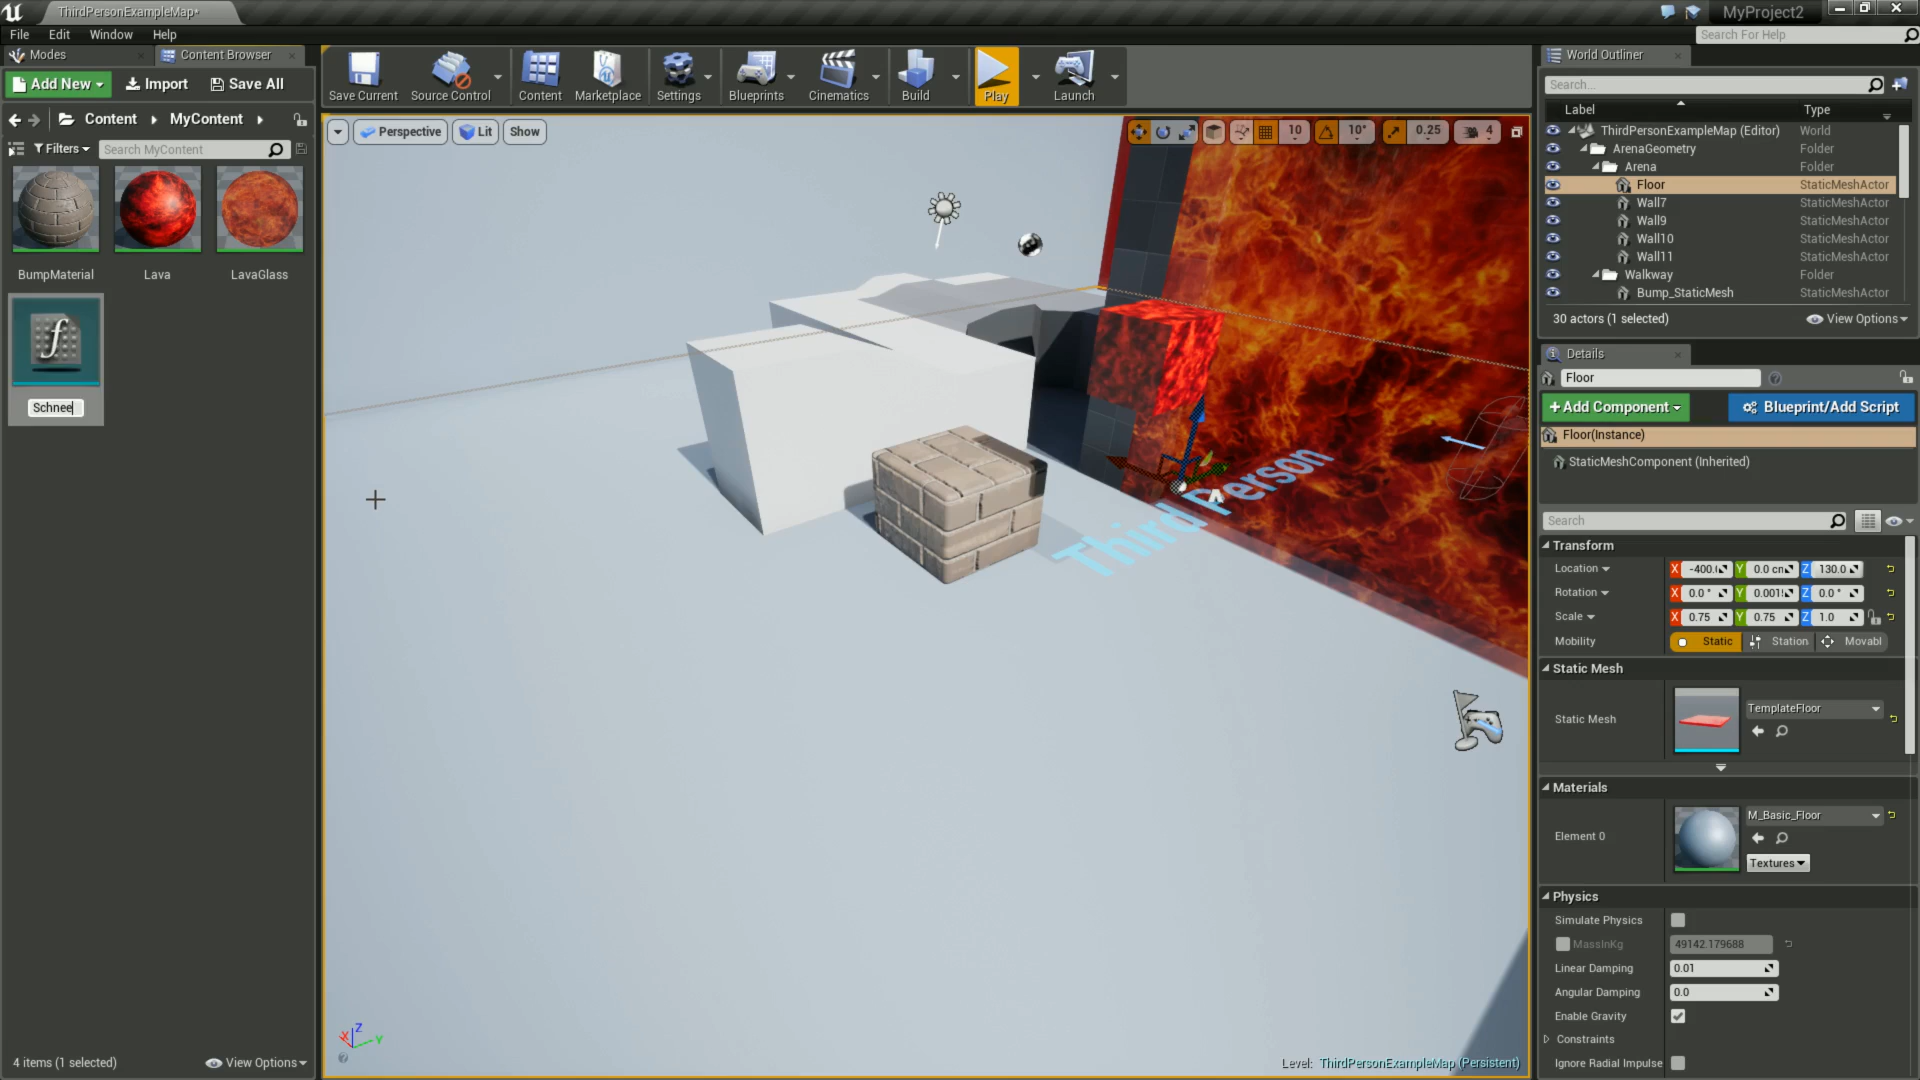 ThirdPersonExampleMap*
MyProject2
File Edit Window Help
Search For Help
Modes
Content Browser
Add New
Import
Save All
Content MyContent
Filters
Search MyContent
BumpMaterial
Lava
LavaGlass
Schnee
4 items (1 selected)
View Options
Save Current
Source Control
Content
Marketplace
Settings
Blueprints
Cinematics
Build
Play
Launch
Perspective
Lit
Show
10
10°
0.25
4
Third Person
X
Z
Y
Level: ThirdPersonExampleMap (Persistent)
World Outliner
Search...
Label Type
ThirdPersonExampleMap (Editor) World
ArenaGeometry Folder
Arena Folder
Floor StaticMeshActor
Wall7 StaticMeshActor
Wall9 StaticMeshActor
Wall10 StaticMeshActor
Wall11 StaticMeshActor
Walkway Folder
Bump_StaticMesh StaticMeshActor
30 actors (1 selected)
View Options
Details
Floor
+Add Component
Blueprint/Add Script
Floor(Instance)
StaticMeshComponent (Inherited)
Search
Transform
Location X -400.( Y 0.0 cm Z 130.0
Rotation X 0.0 ° Y 0.001! Z 0.0 °
Scale X 0.75 Y 0.75 Z 1.0
Mobility Static Station Movabl
Static Mesh
Static Mesh
TemplateFloor
Materials
Element 0
M_Basic_Floor
Textures
Physics
Simulate Physics
MassInKg 49142.179688
Linear Damping 0.01
Angular Damping 0.0
Enable Gravity
Constraints
Ignore Radial Impulse